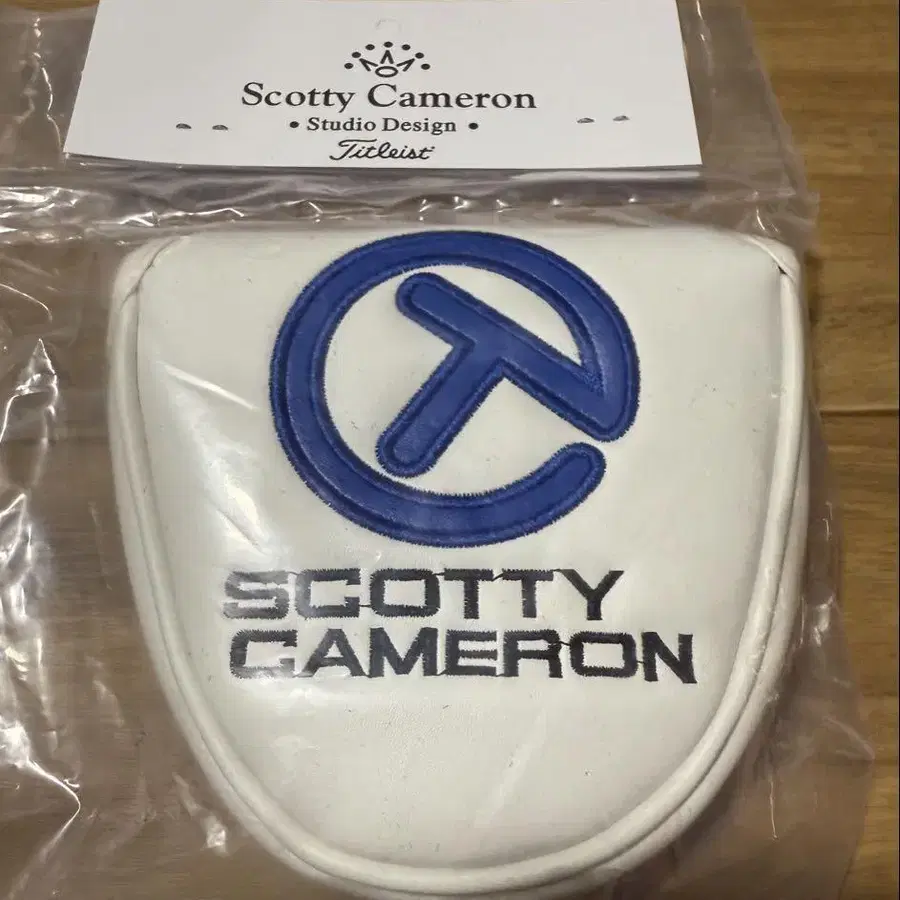 Scotty Cameron
• Studio Design •
Titleist
SCOTTY
CAMERON